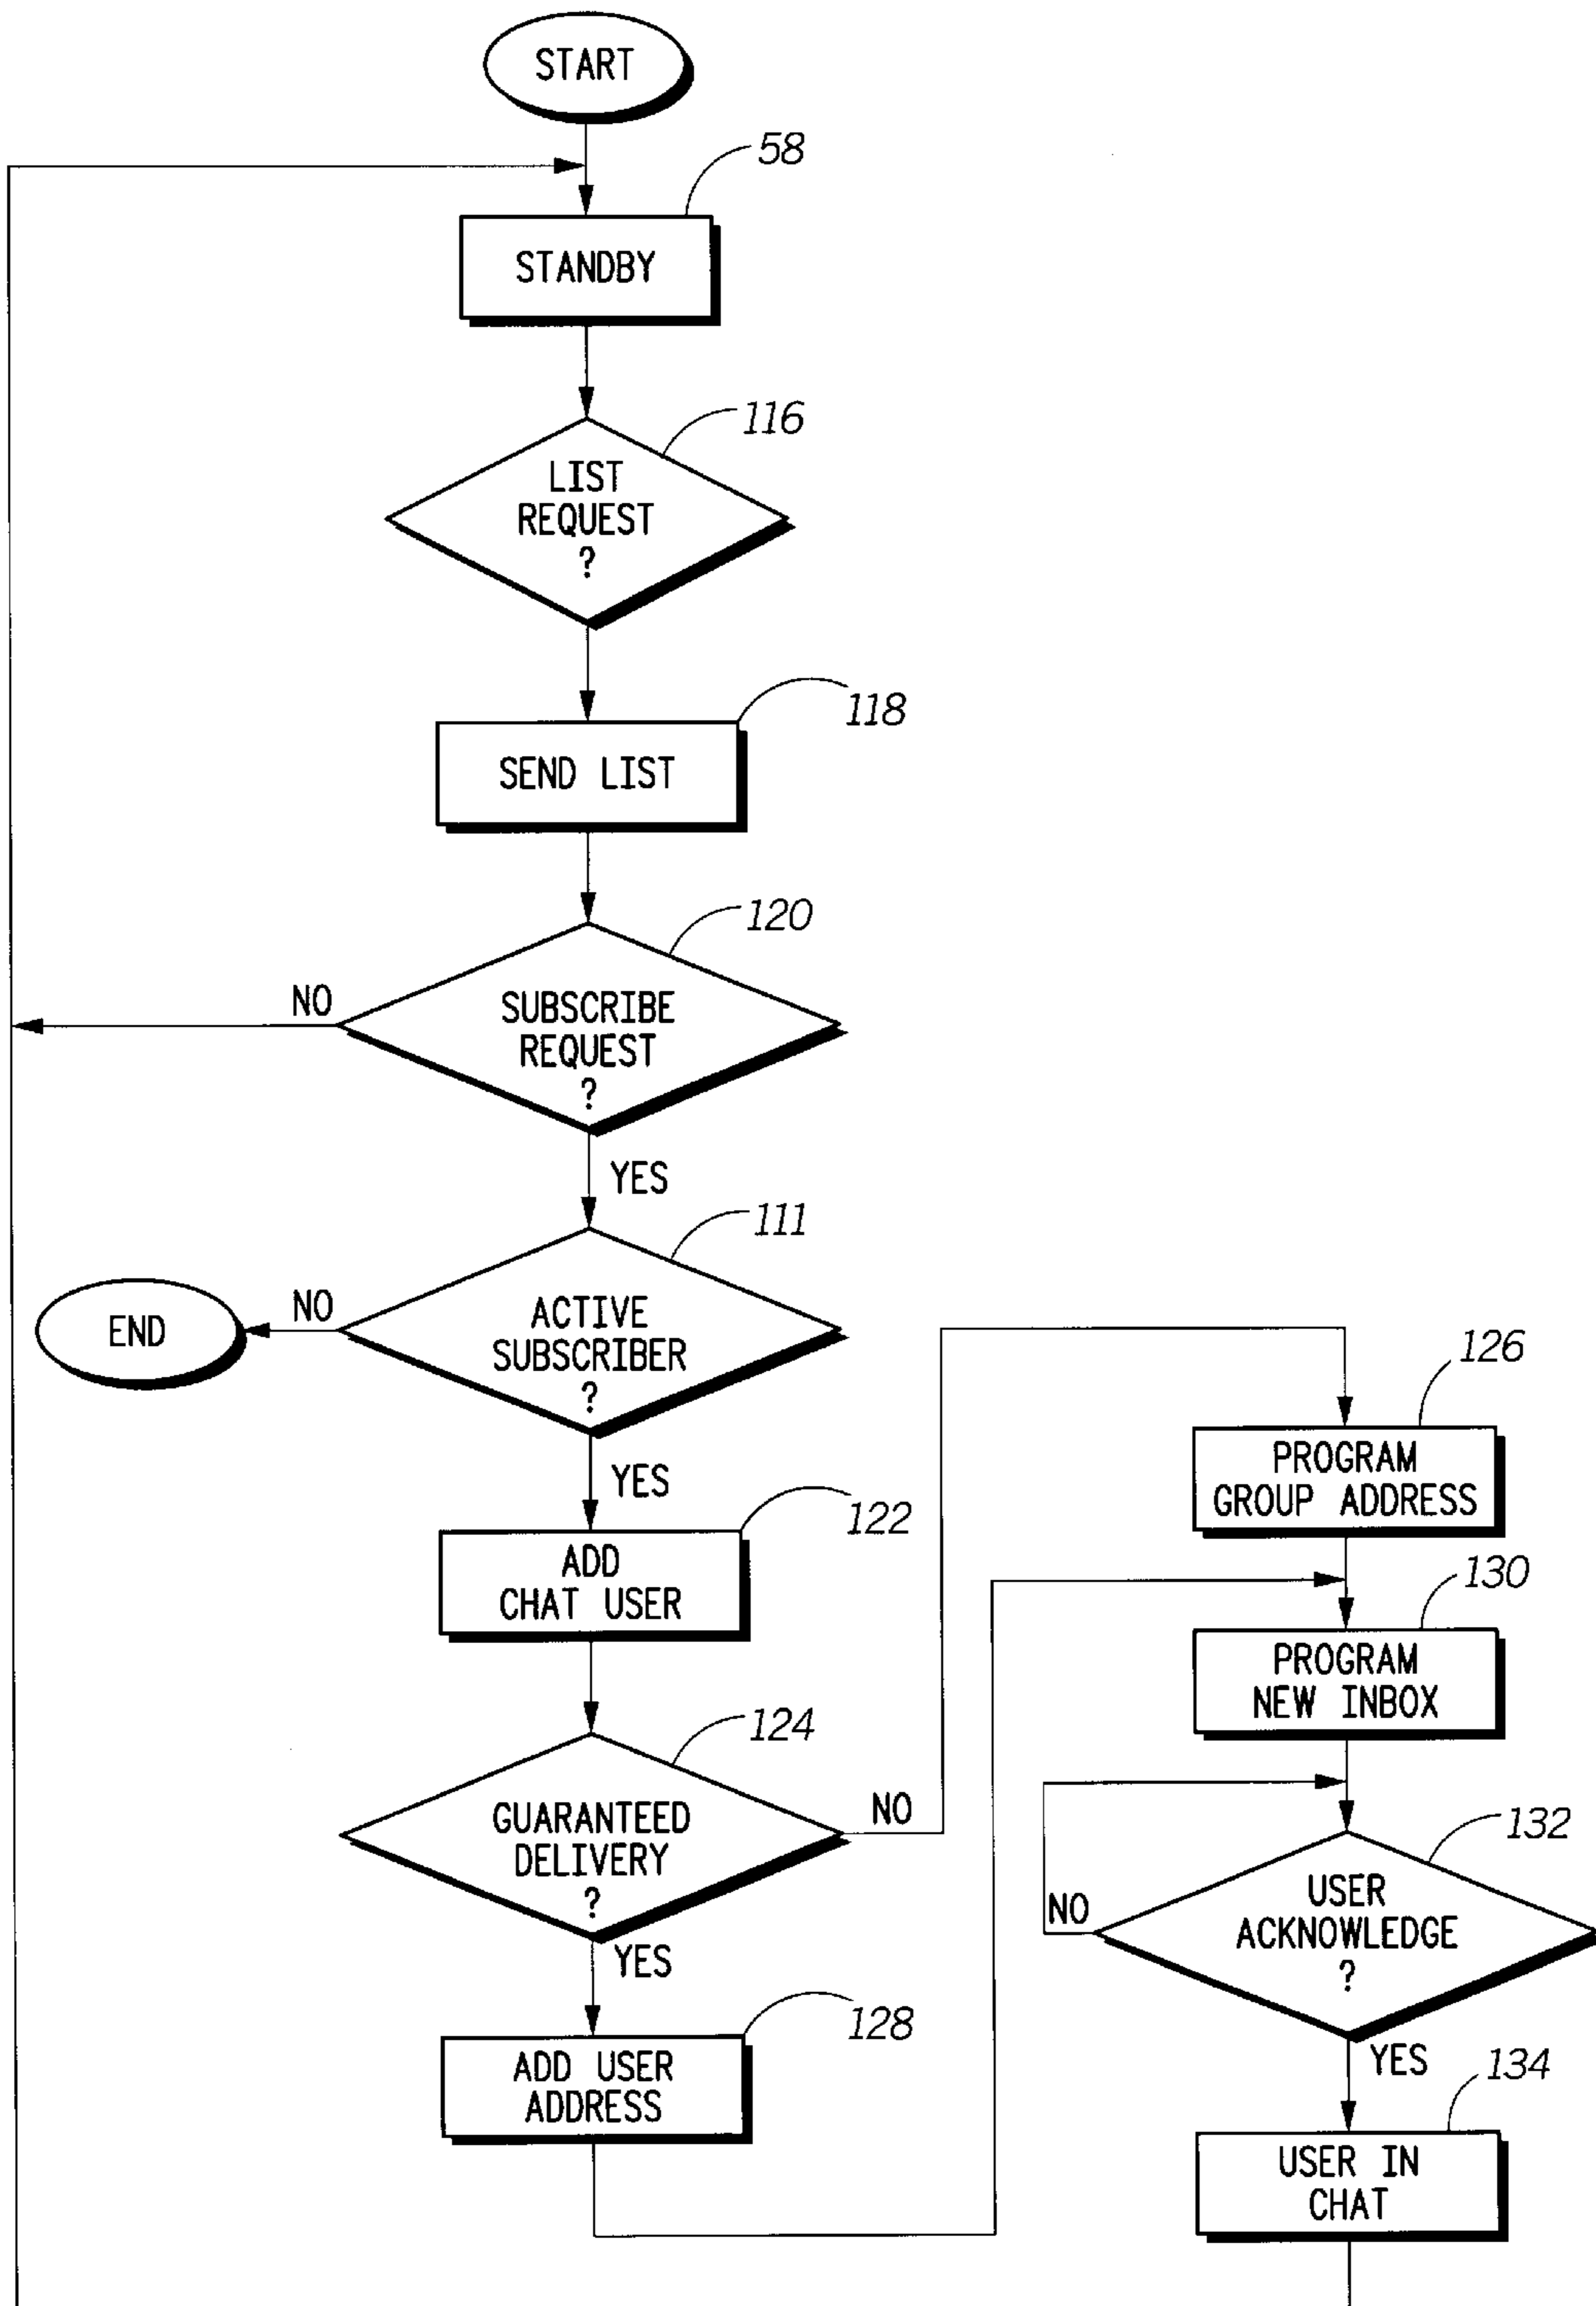 START
58
STANDBY
116
LIST
REQUEST
?
118
SEND LIST
120
NO
SUBSCRIBE
REQUEST
?
YES
111
END
NO
ACTIVE
SUBSCRIBER
?
YES
122
ADD
CHAT USER
124
GUARANTEED
DELIVERY
?
NO
YES
128
ADD USER
ADDRESS
126
PROGRAM
GROUP ADDRESS
130
PROGRAM
NEW INBOX
132
USER
ACKNOWLEDGE
?
NO
YES
134
USER IN
CHAT